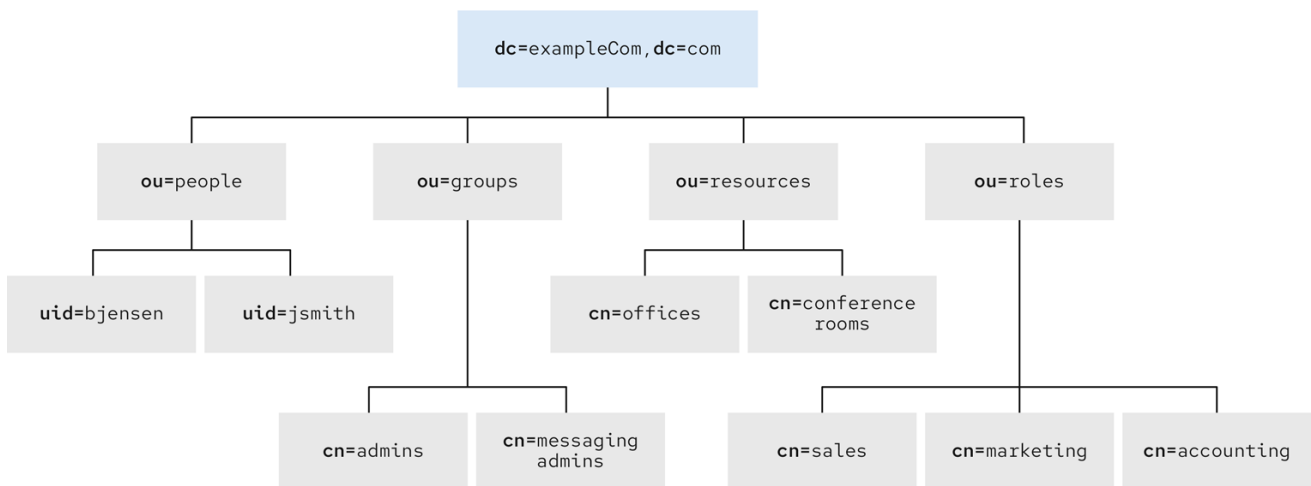 dc=exampleCom,dc=com
ou=people
ou=groups
ou=resources
ou=roles
uid=bjensen
uid=jsmith
cn=offices
cn=conference
rooms
cn=admins
cn=messaging
admins
cn=sales
cn=marketing
cn=accounting